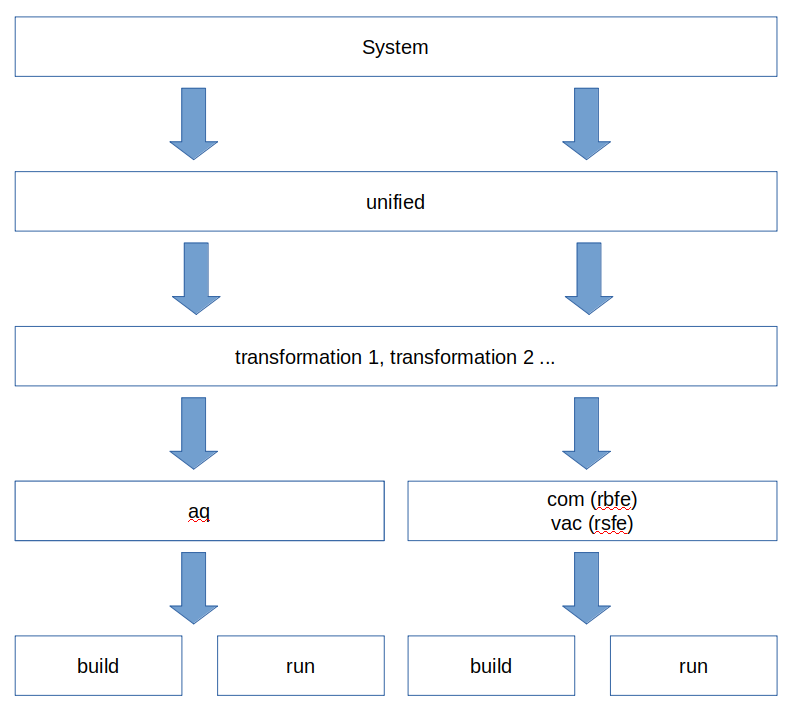 System
unified
transformation 1, transformation 2 ...
aq
com (rbfe)
vac (rsfe)
build
run
build
run